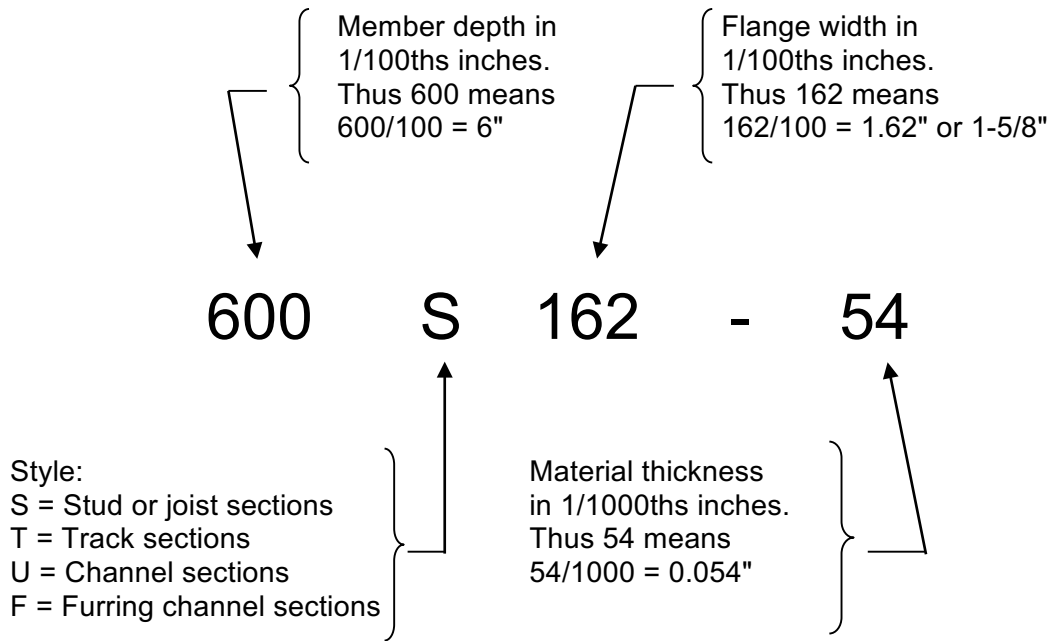 Member depth in
1/100ths inches.
Thus 600 means
600/100 = 6"
Flange width in
1/100ths inches.
Thus 162 means
162/100 = 1.62" or 1-5/8"
600 S 162 - 54
Style:
S = Stud or joist sections
T = Track sections
U = Channel sections
F = Furring channel sections
Material thickness
in 1/1000ths inches.
Thus 54 means
54/1000 = 0.054"